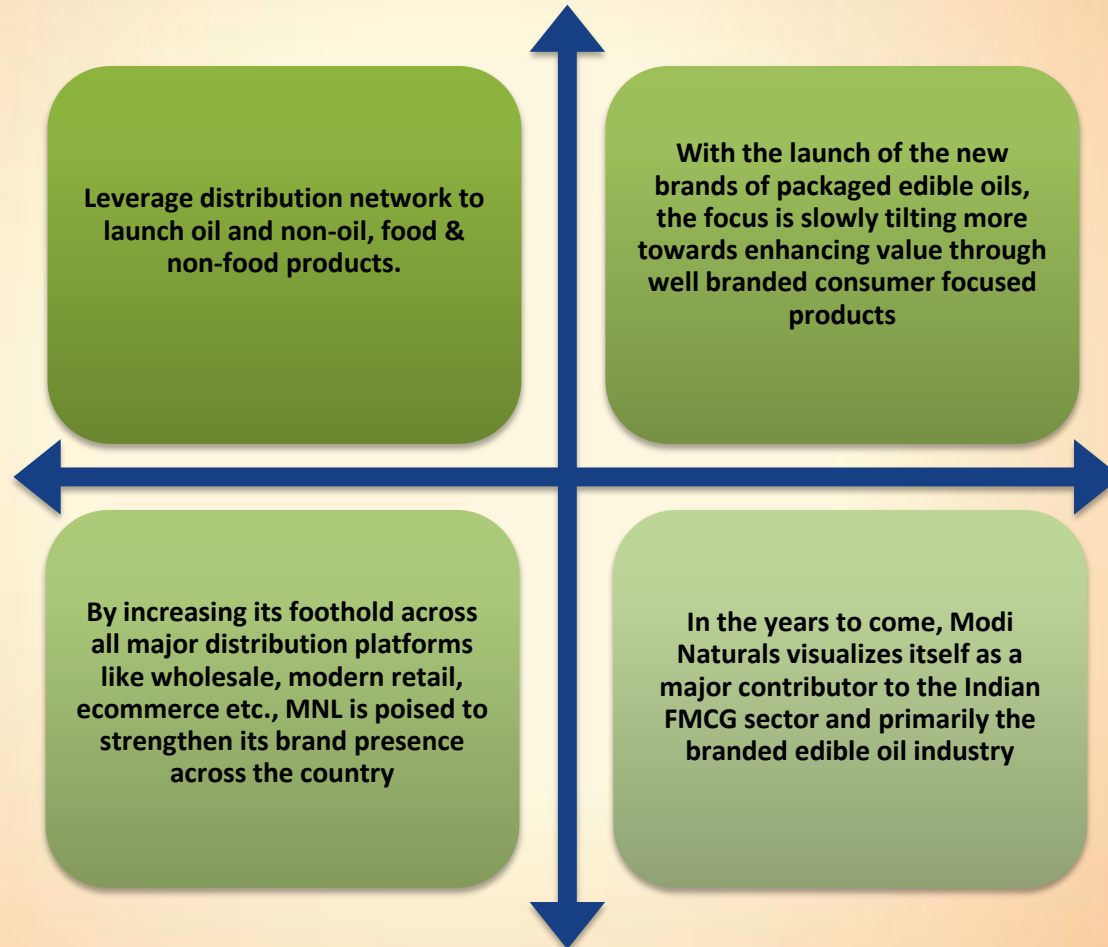 Leverage distribution network to
launch oil and non-oil, food &
non-food products.
With the launch of the new
brands of packaged edible oils,
the focus is slowly tilting more
towards enhancing value through
well branded consumer focused
products
By increasing its foothold across
all major distribution platforms
like wholesale, modern retail,
ecommerce etc., MNL is poised to
strengthen its brand presence
across the country
In the years to come, Modi
Naturals visualizes itself as a
major contributor to the Indian
FMCG sector and primarily the
branded edible oil industry